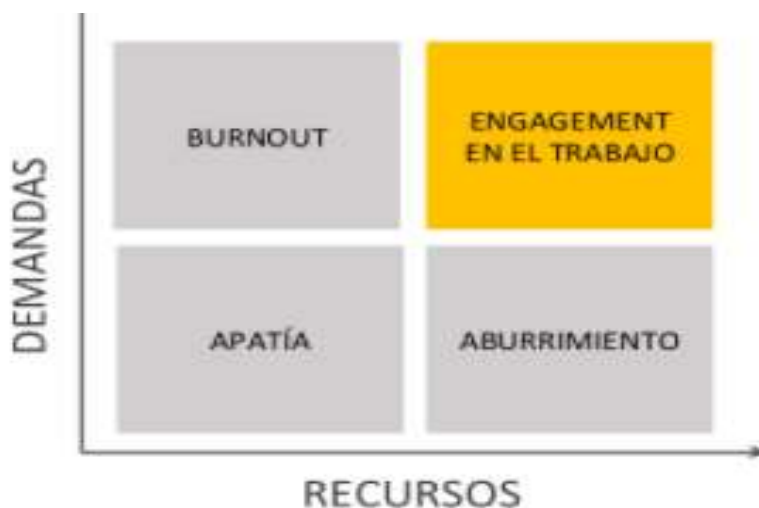 DEMANDAS
BURNOUT
ENGAGEMENT
EN EL TRABAJO
APATÍA
ABURRIMIENTO
RECURSOS